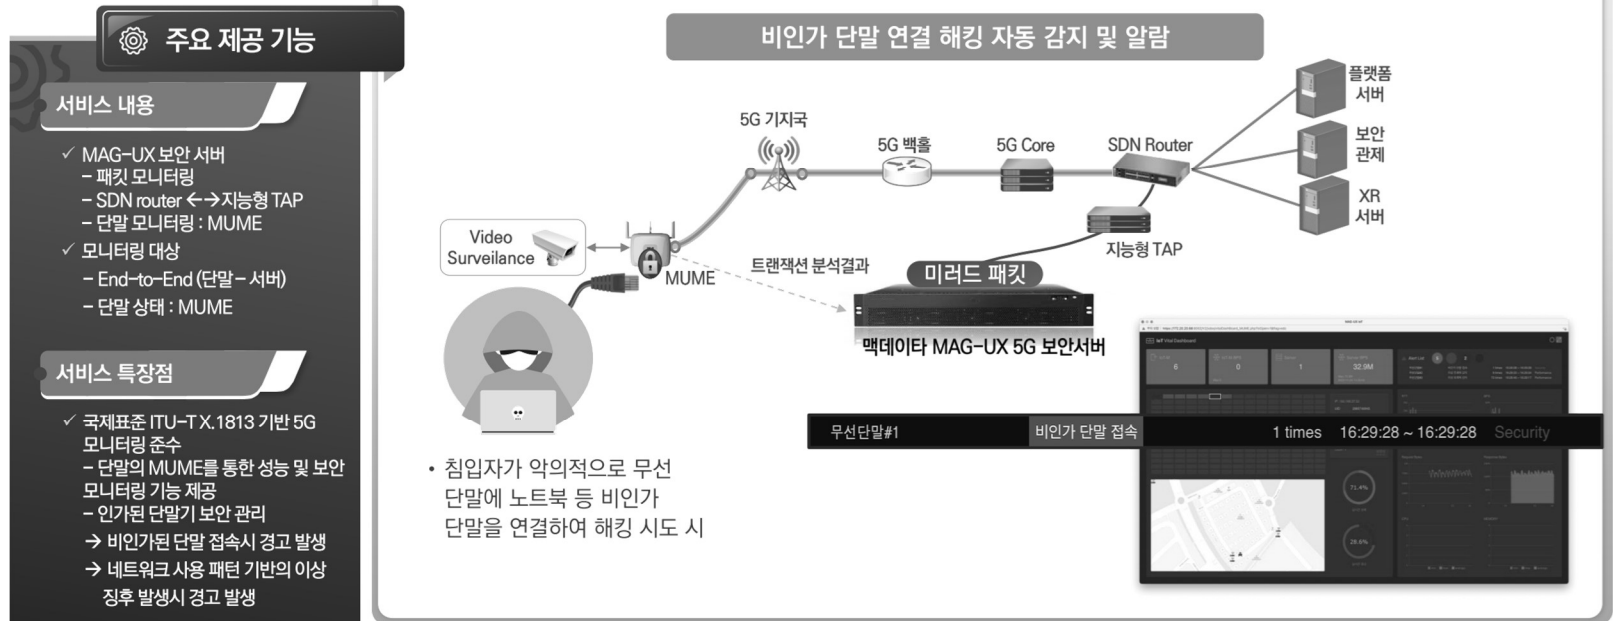 주요 제공 기능
서비스 내용
✓ MAG-UX 보안 서버
- 패킷 모니터링
- SDN router ←→지능형 TAP
- 단말 모니터링 : MUME
✓ 모니터링 대상
- End-to-End (단말 - 서버)
- 단말 상태 : MUME
서비스 특장점
✓ 국제표준 ITU-T X.1813 기반 5G
모니터링 준수
- 단말의 MUME를 통한 성능 및 보안
모니터링 기능 제공
- 인가된 단말기 보안 관리
→ 비인가된 단말 접속시 경고 발생
→ 네트워크 사용 패턴 기반의 이상
징후 발생시 경고 발생
비인가 단말 연결 해킹 자동 감지 및 알람
5G 기지국
5G 백홀
5G Core
SDN Router
플랫폼
서버
보안
관제
XR
서버
지능형 TAP
Video
Surveilance
MUME
트랜잭션 분석결과
미러드 패킷
맥데이타 MAG-UX 5G 보안서버
• 침입자가 악의적으로 무선
단말에 노트북 등 비인가
단말을 연결하여 해킹 시도 시
IoT Vital Dashboard
6
0
1
32.9M
무선단말#1 비인가 단말 접속 1 times 16:29:28 ~ 16:29:28 Security
71.4%
28.6%